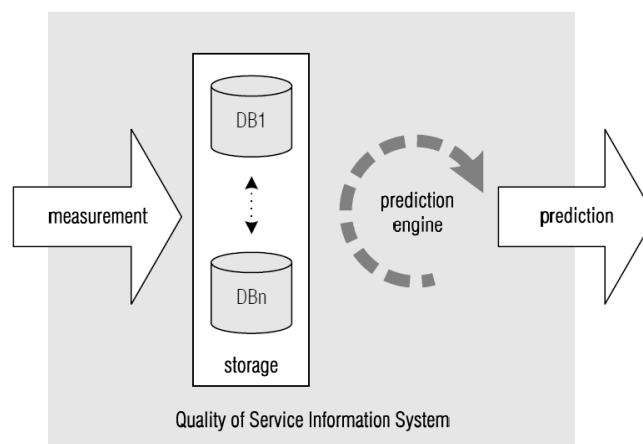 DB1
measurement
prediction
engine
prediction
DBn
storage
Quality of Service Information System